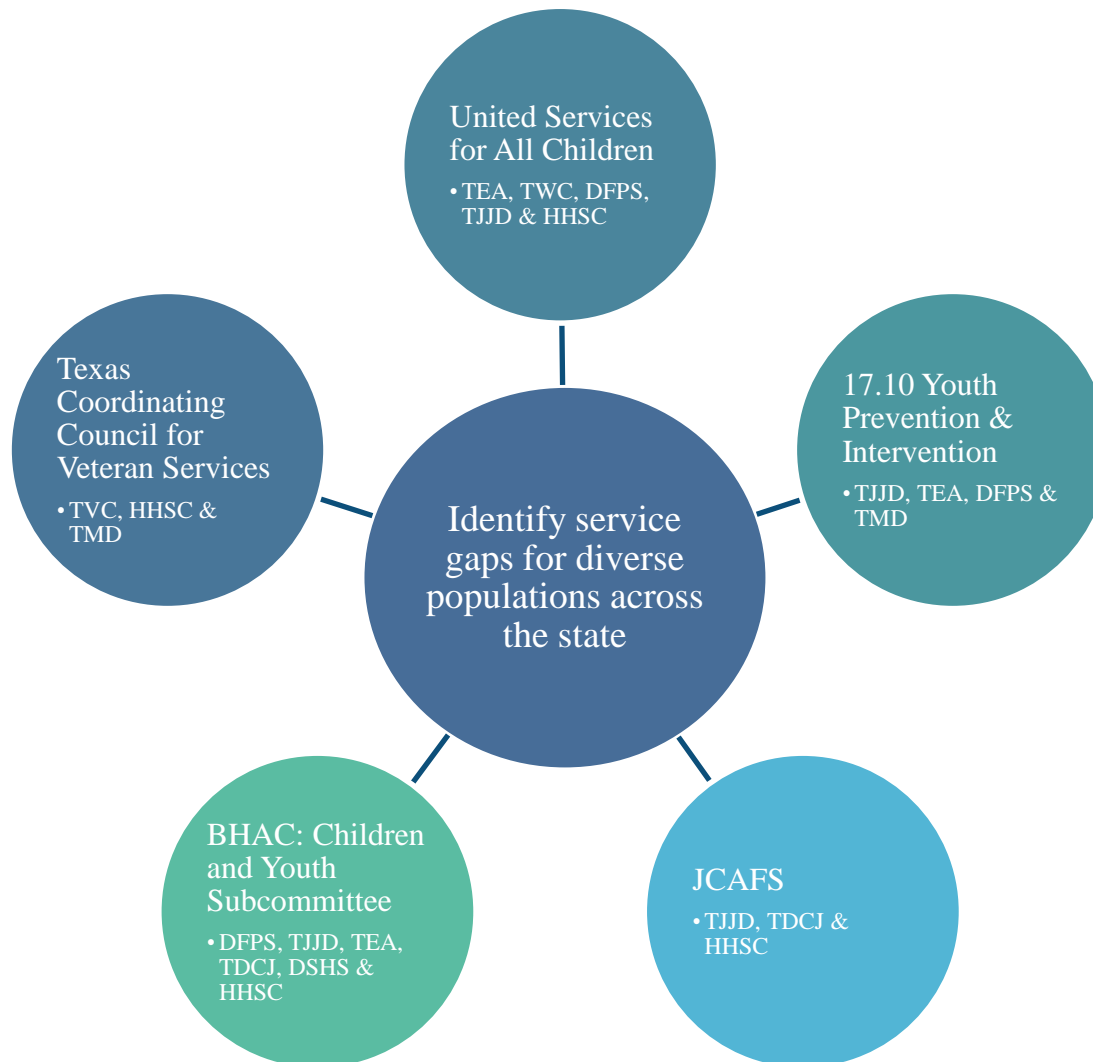 United Services
for All Children
• TEA, TWC, DFPS,
TJJD & HHSC
Texas
Coordinating
Council for
Veteran Services
• TVC, HHSC &
TMD
17.10 Youth
Prevention &
Intervention
• TJJD, TEA, DFPS &
TMD
Identify service
gaps for diverse
populations across
the state
BHAC: Children
and Youth
Subcommittee
• DFPS, TJJD, TEA,
TDCJ, DSHS &
HHSC
JCAFS
• TJJD, TDCJ &
HHSC